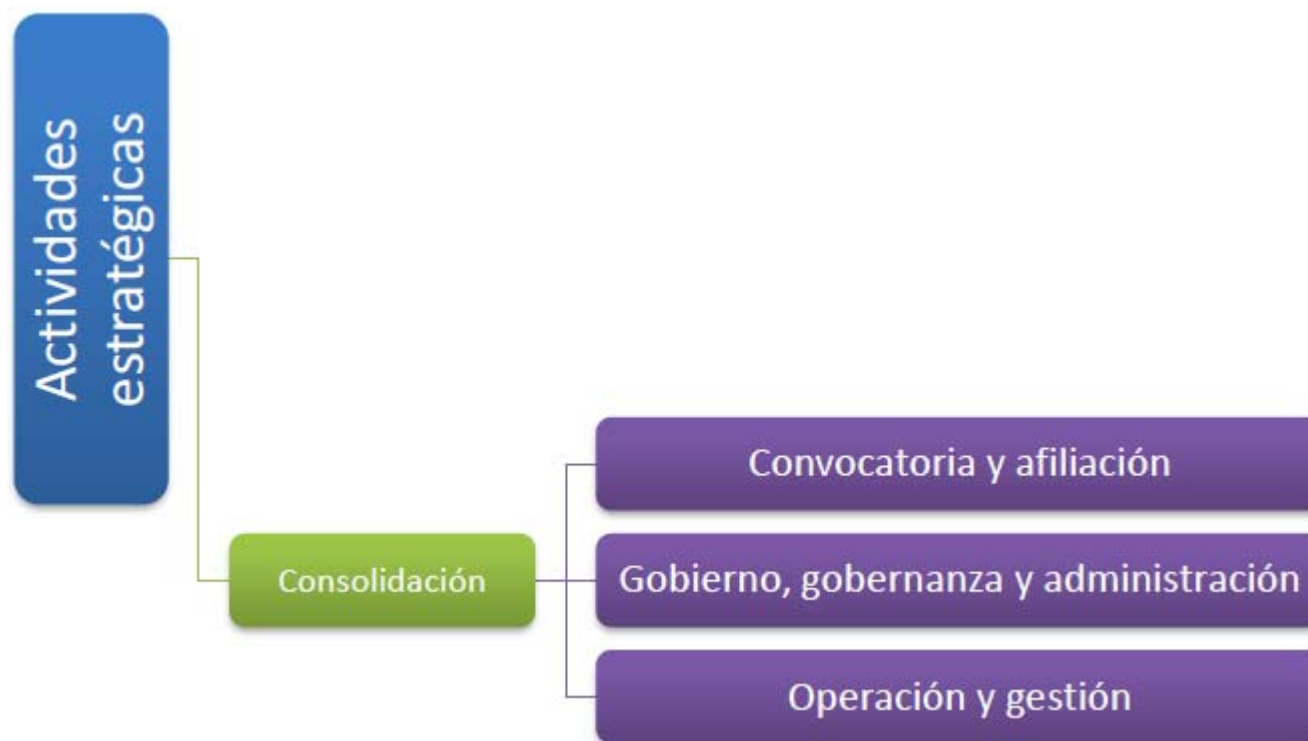 Actividades
estratégicas
Consolidación
Convocatoria y afiliación
Gobierno, gobernanza y administración
Operación y gestión